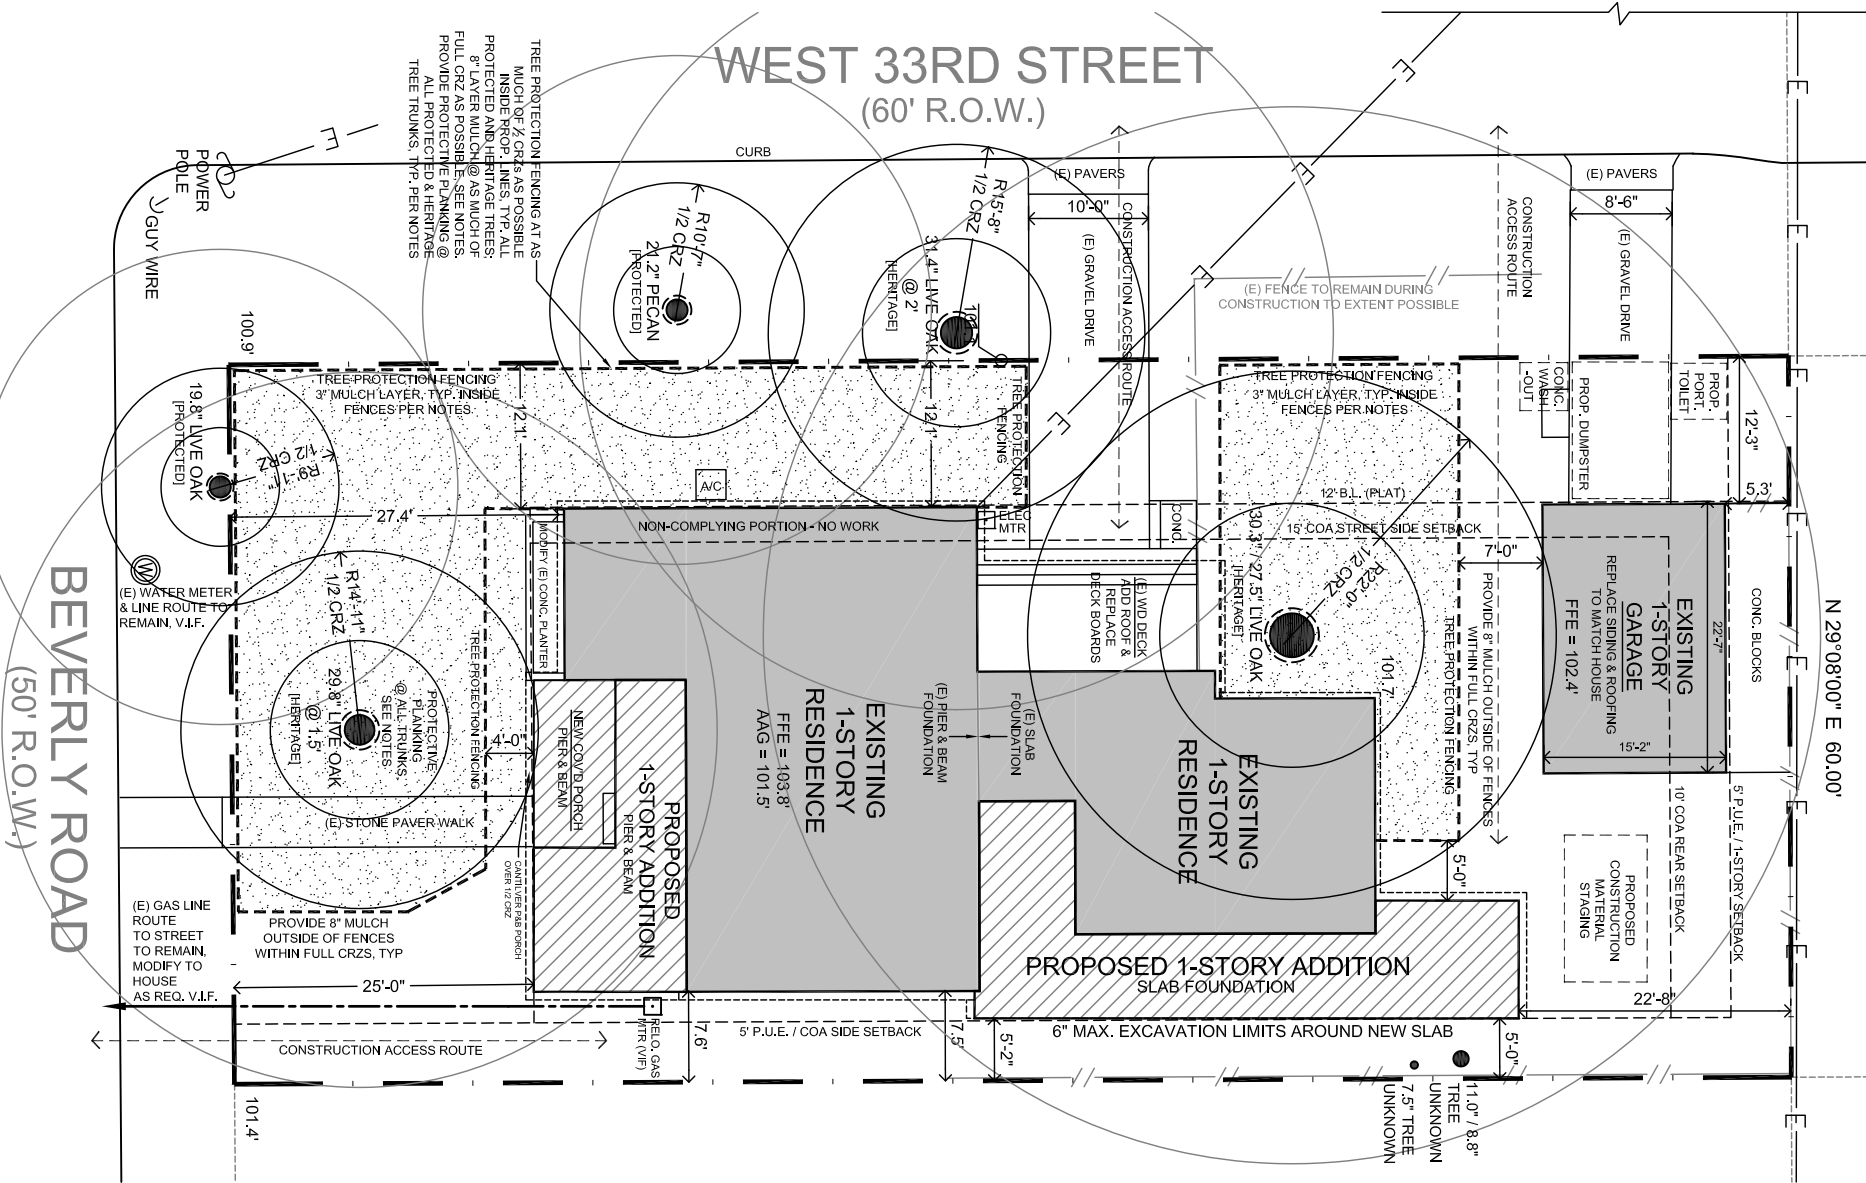 WEST 33RD STREET
(60' R.O.W.)
CURB
TREE PROTECTION FENCING AT AS
MUCH OF ½ CRZs AS POSSIBLE
INSIDE PROP. LINES, TYP. ALL
PROTECTED AND HERITAGE TREES;
8" LAYER MULCH @ AS MUCH OF
FULL CRZ AS POSSIBLE, SEE NOTES.
PROVIDE PROTECTIVE PLANKING @
ALL PROTECTED & HERITAGE
TREE TRUNKS, TYP. PER NOTES
POWER
POLE
GUY WIRE
E
E
E
E
E
E
E
E
E
E
E
E
E
R10'-7"
1/2 CRZ
21.2" PECAN
[PROTECTED]
R15'-8"
1/2 CRZ
31.4" LIVE OAK
@ 2'
[HERITAGE]
(E) PAVERS
10'-0"
(E) GRAVEL DRIVE
CONSTRUCTION ACCESS ROUTE
(E) FENCE TO REMAIN DURING
CONSTRUCTION TO EXTENT POSSIBLE
CONSTRUCTION
ACCESS ROUTE
(E) PAVERS
8'-6"
(E) GRAVEL DRIVE
100.9'
TREE PROTECTION FENCING
3" MULCH LAYER, TYP. INSIDE
FENCES PER NOTES
12.1'
12.1'
TREE PROTECTION
FENCING
TREE PROTECTION FENCING
3" MULCH LAYER, TYP. INSIDE
FENCES PER NOTES
CONC.
WASH
-OUT
PROP. DUMPSTER
PROP.
PORT.
TOILET
12'-3"
5.3'
19.8" LIVE OAK
[PROTECTED]
R9'-11"
1/2 CRZ
27.4'
A/C
NON-COMPLYING PORTION - NO WORK
ELEC
MTR
CONC.
12' B.L. (PLAT)
15' COA STREET SIDE SETBACK
7'-0"
MODIFY (E) CONC. PLANTER
W
(E) WATER METER
& LINE ROUTE TO
REMAIN, V.I.F.
BEVERLY ROAD
(50' R.O.W.)
R14'-11"
1/2 CRZ
29.8" LIVE OAK
@ 1.5'
[HERITAGE]
PROTECTIVE
PLANKING
@ ALL TRUNKS,
SEE NOTES
TREE PROTECTION FENCING
4'-0"
(E) STONE PAVER WALK
NEW COV'D PORCH
PIER & BEAM
CANTILVER P&B PORCH
OVER 1/2 CRZ
PROPOSED
1-STORY ADDITION
PIER & BEAM
EXISTING
1-STORY
RESIDENCE
FFE = 103.8'
AAG = 101.5'
(E) PIER & BEAM
FOUNDATION
(E) SLAB
FOUNDATION
(E) WD DECK
ADD ROOF &
REPLACE
DECK BOARDS
30.3" / 27.5" LIVE OAK
[HERITAGE]
R22'-0"
1/2 CRZ
101.7'
TREE PROTECTION FENCING
PROVIDE 8" MULCH OUTSIDE OF FENCES
WITHIN FULL CRZS, TYP
EXISTING
1-STORY
GARAGE
REPLACE SIDING & ROOFING
TO MATCH HOUSE
FFE = 102.4'
22'-7"
15'-2"
CONC. BLOCKS
N 29°08'00" E  60.00'
EXISTING
1-STORY
RESIDENCE
5'-0"
5' P.U.E. / 1-STORY SETBACK
10' COA REAR SETBACK
PROPOSED
CONSTRUCTION
MATERIAL
STAGING
PROPOSED 1-STORY ADDITION
SLAB FOUNDATION
22'-8"
(E) GAS LINE
ROUTE
TO STREET
TO REMAIN,
MODIFY TO
HOUSE
AS REQ. V.I.F.
PROVIDE 8" MULCH
OUTSIDE OF FENCES
WITHIN FULL CRZS, TYP
25'-0"
RELO. GAS
MTR (VIF)
7.6'
5' P.U.E. / COA SIDE SETBACK
7.5'
5'-2"
6" MAX. EXCAVATION LIMITS AROUND NEW SLAB
5'-0"
CONSTRUCTION ACCESS ROUTE
101.4'
11.0" / 8.8"
TREE
UNKNOWN
7.5" TREE
UNKNOWN